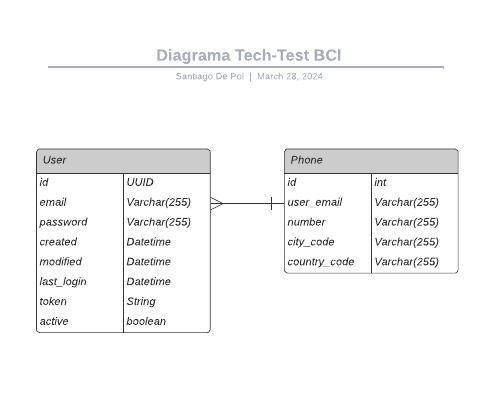 Diagrama Tech-Test BCI
Santiago De Pol | March 28, 2024
User
id UUID
email Varchar(255)
password Varchar(255)
created Datetime
modified Datetime
last_login Datetime
token String
active boolean
Phone
id int
user_email Varchar(255)
number Varchar(255)
city_code Varchar(255)
country_code Varchar(255)